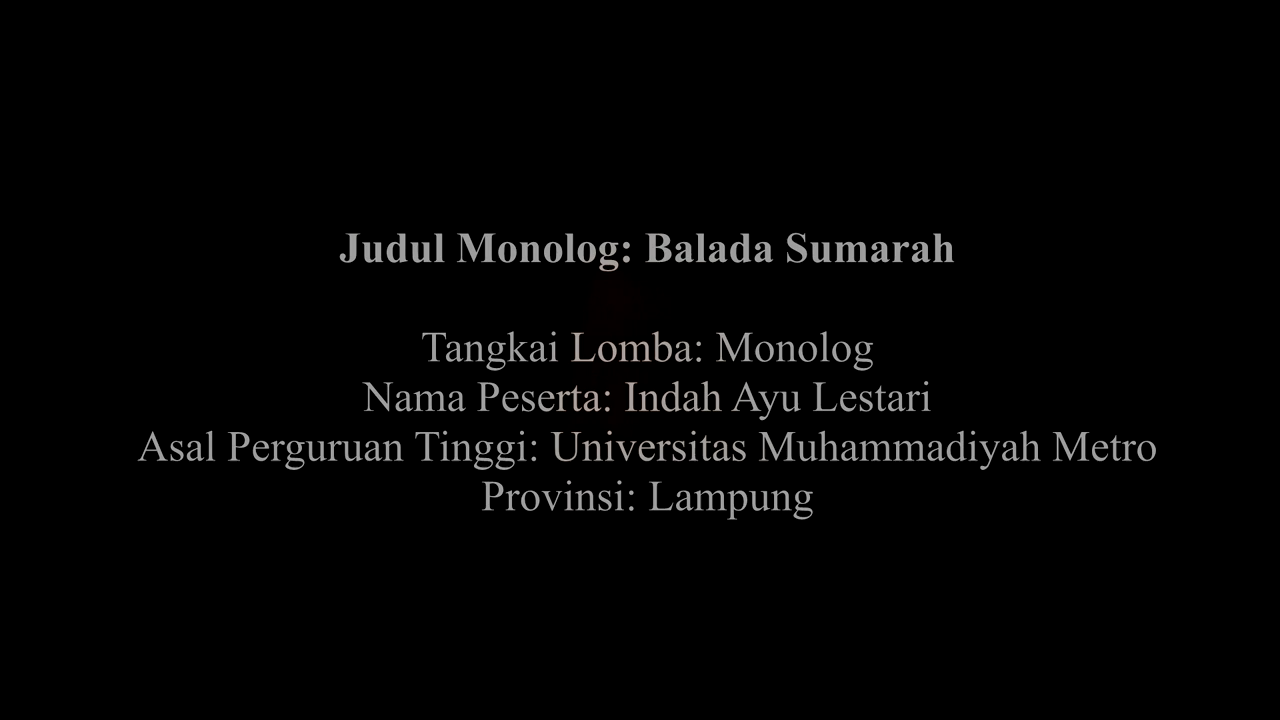 Judul Monolog: Balada Sumarah
Tangkai Lomba: Monolog
Nama Peserta: Indah Ayu Lestari
Asal Perguruan Tinggi: Universitas Muhammadiyah Metro
Provinsi: Lampung